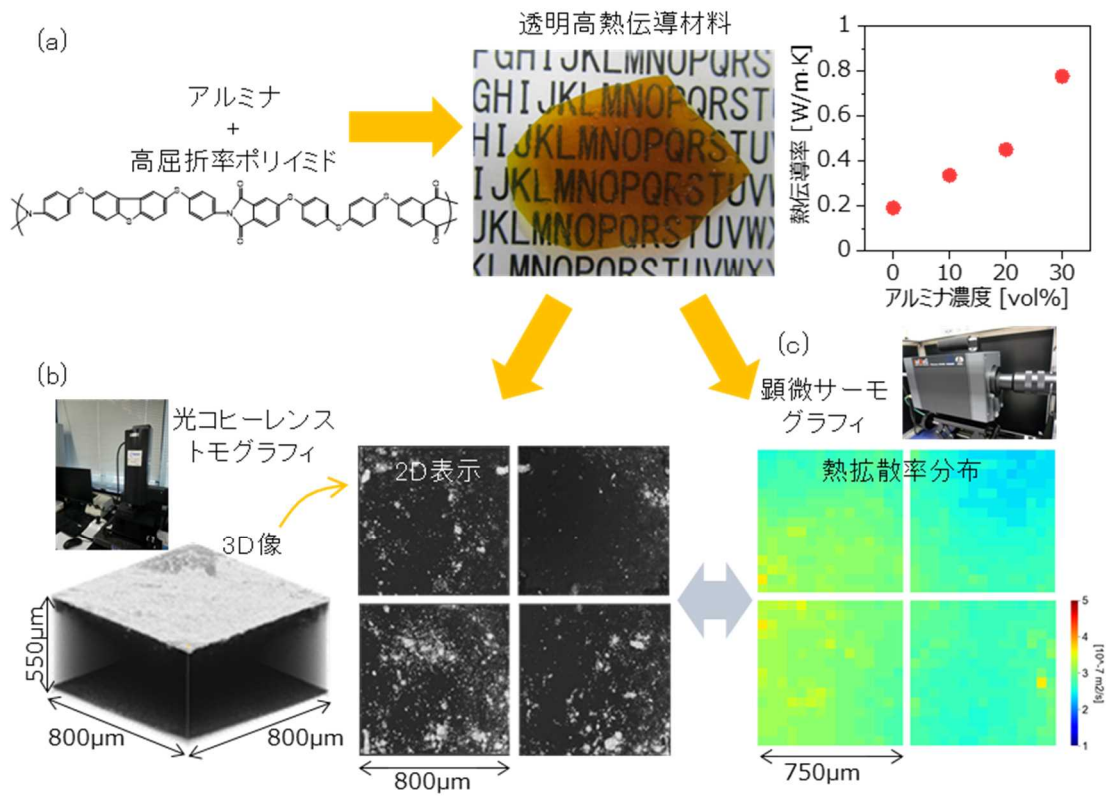 (a)
アルミナ
+
高屈折率ポリイミド
N
S
S
S
N
O
O
S
S
S
O
O
透明高熱伝導材料
FGHIJKLMNOPQRS
GHIJKLMNOPQRST
HIJKLMNOPQRSTU
IJKLMNOPQRSTUV
JKLMNOPQRSTUVW
KLMNOPQRSTUVWX
熱伝導率 [W/m·K]
1
0.8
0.6
0.4
0.2
0
0 10 20 30
アルミナ濃度 [vol%]
(b)
光コヒーレンス
トモグラフィ
3D像
550μm
800μm
800μm
2D表示
800μm
(c)
顕微サーモ
グラフィ
熱拡散率分布
750μm
5
4
3
2
1
[10^-7 m2/s]